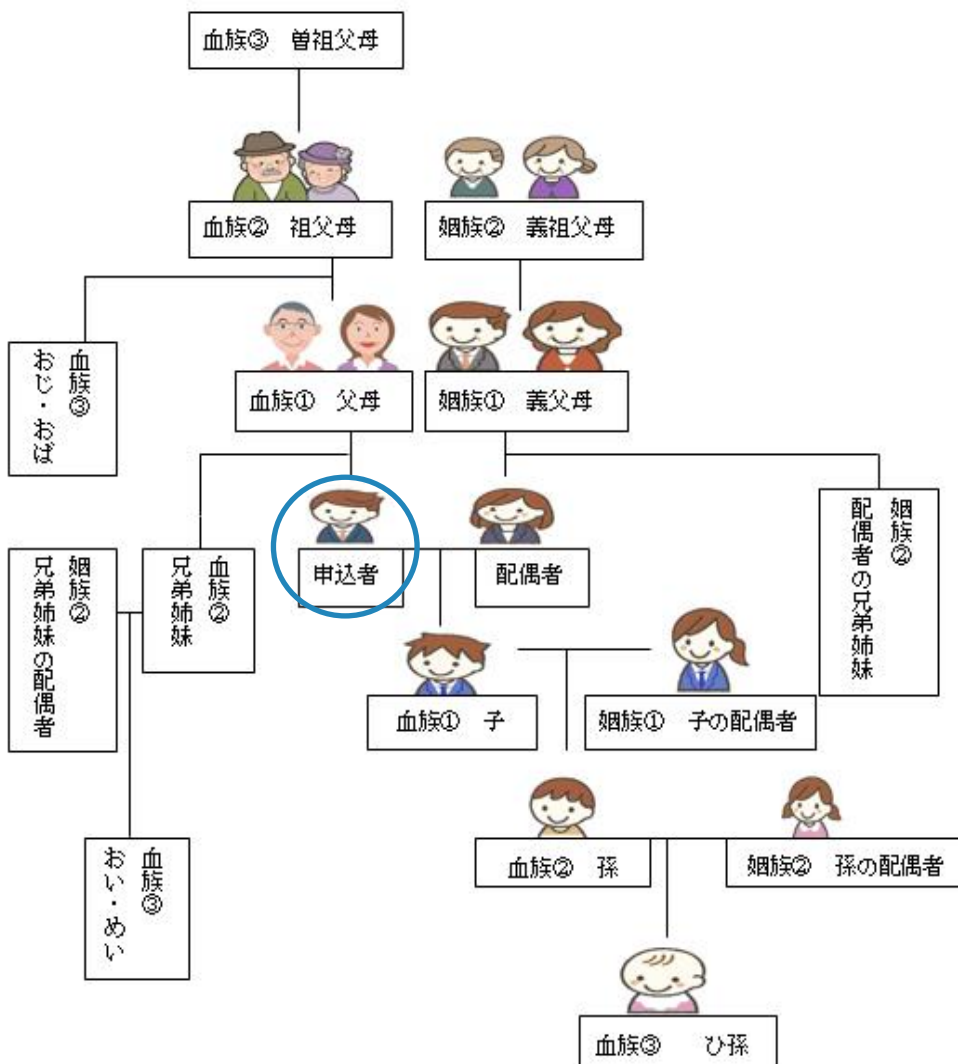 血族③　曽祖父母
血族②　祖父母
姻族②　義祖父母
血族③
おじ・おば
血族①　父母
姻族①　義父母
申込者
配偶者
姻族②
配偶者の兄弟姉妹
血族②
兄弟姉妹
姻族②
兄弟姉妹の配偶者
血族①　子
姻族①　子の配偶者
血族②　孫
姻族②　孫の配偶者
血族③
おい・めい
血族③　ひ孫